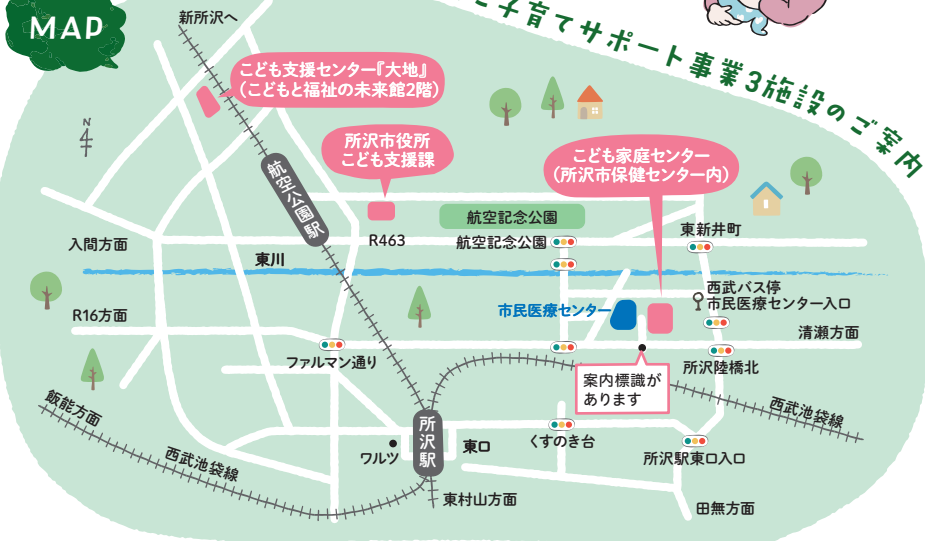 MAP
と子育てサポート事業3施設のご案内
新所沢へ
こども支援センター『大地』
(こどもと福祉の未来館2階)
N
所沢市役所
こども支援課
こども家庭センター
(所沢市保健センター内)
航空公園駅
航空記念公園
東新井町
入間方面
R463
航空記念公園
東川
西武バス停
市民医療センター入口
市民医療センター
R16方面
清瀬方面
ファルマン通り
所沢陸橋北
案内標識が
あります
飯能方面
西武池袋線
所沢駅
東口
くすのき台
ワルツ
所沢駅東口入口
西武池袋線
東村山方面
田無方面